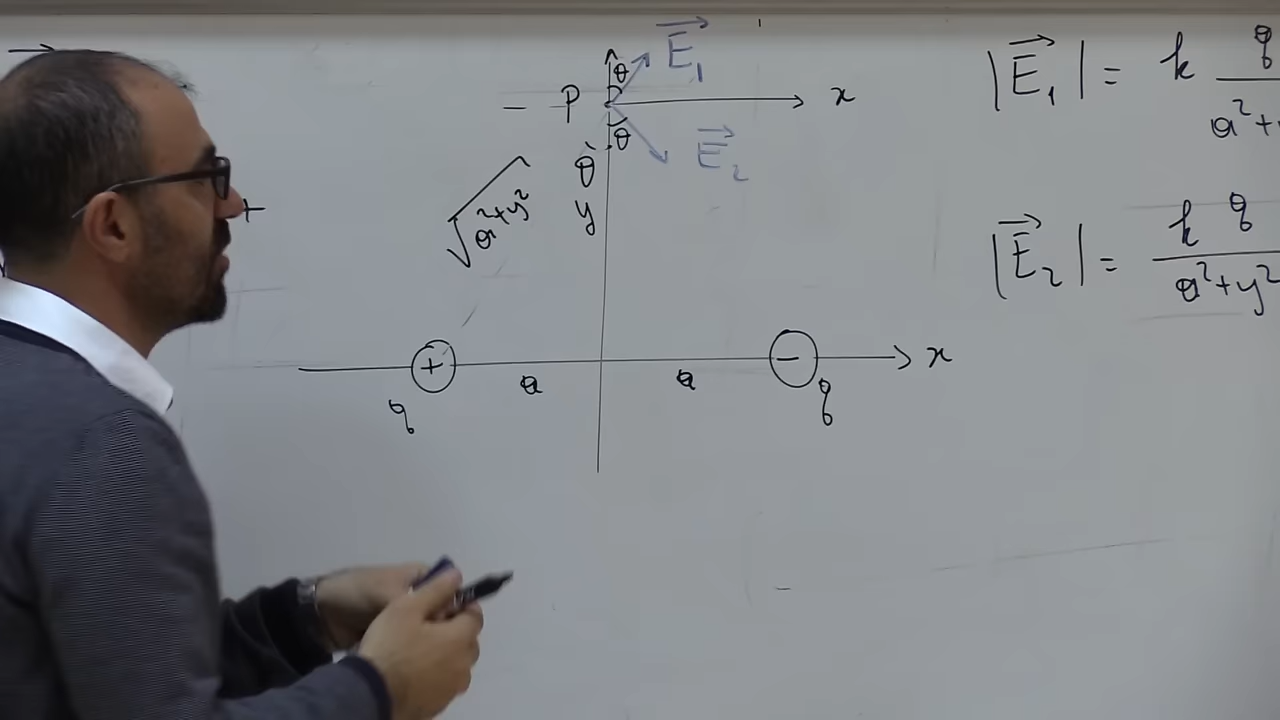 E₁
θ
P x
θ
E₂
θ
y
√a²+y²
+
+ − x
a a
q q
|E₁| = k q / a²+
|E₂| = k q / a²+y²